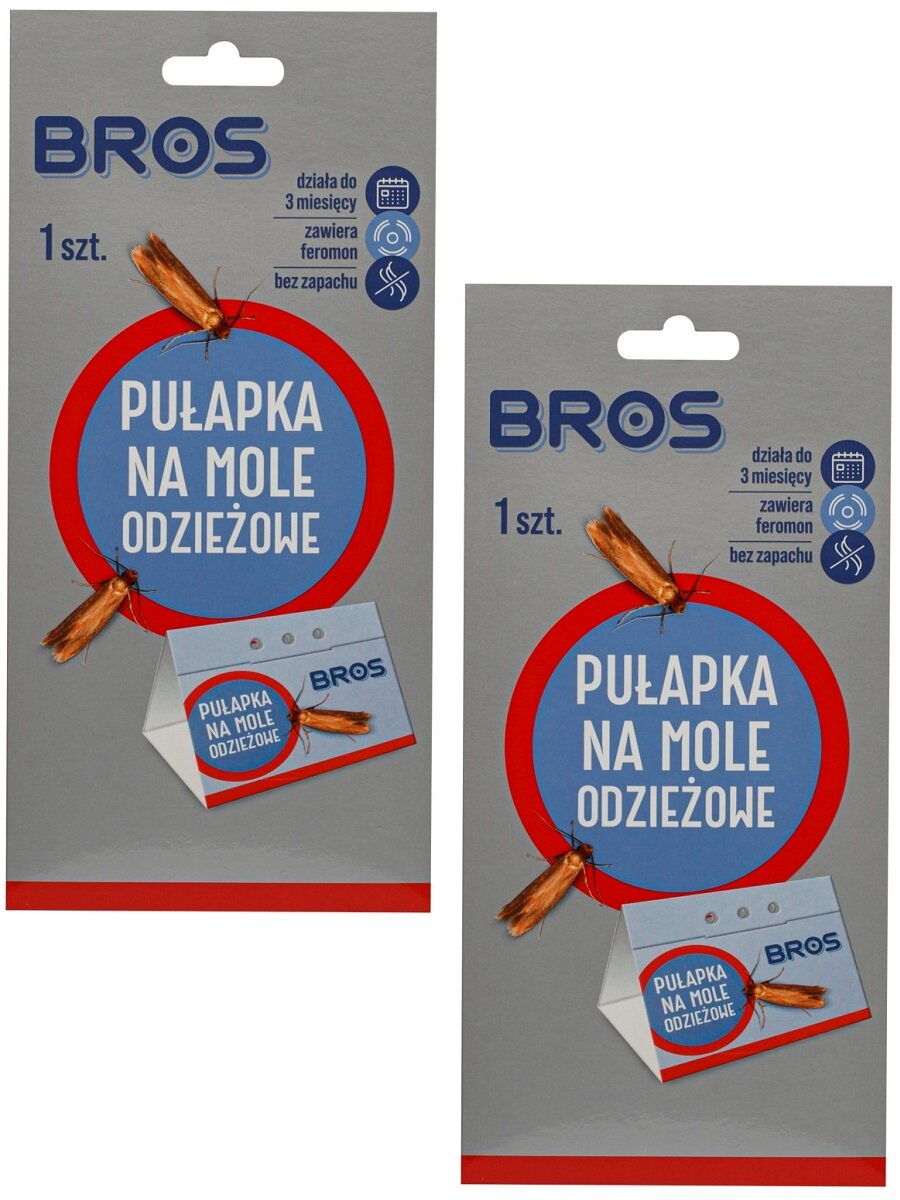 BROS
działa do
3 miesięcy
zawiera
feromon
bez zapachu
1 szt.
PUŁAPKA
NA MOLE
ODZIEŻOWE
BROS
PUŁAPKA
NA MOLE
ODZIEŻOWE
BROS
działa do
3 miesięcy
zawiera
feromon
bez zapachu
1 szt.
PUŁAPKA
NA MOLE
ODZIEŻOWE
BROS
PUŁAPKA
NA MOLE
ODZIEŻOWE